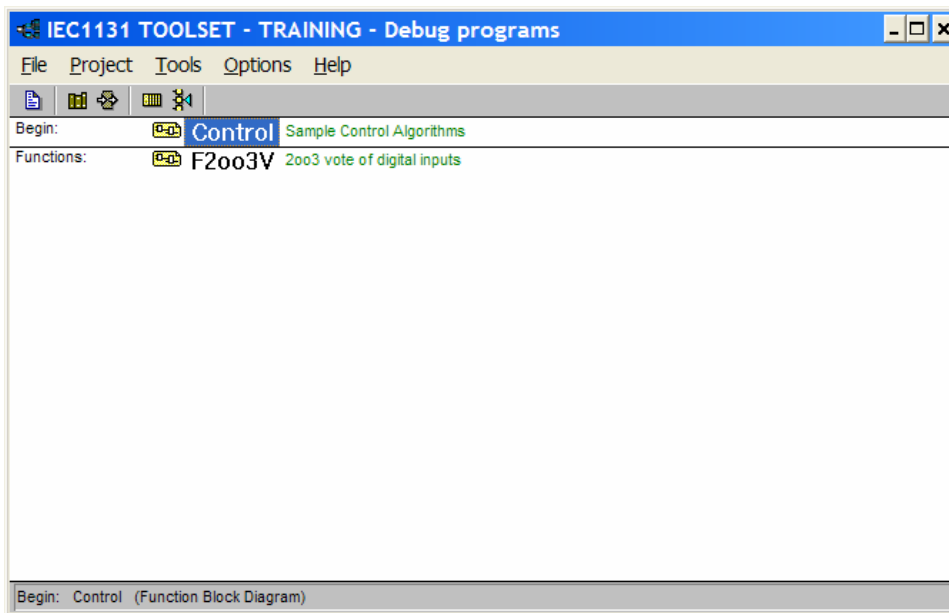 IEC1131 TOOLSET - TRAINING - Debug programs
File Project Tools Options Help
Begin: Control Sample Control Algorithms
Functions: F2oo3V 2oo3 vote of digital inputs
Begin: Control (Function Block Diagram)